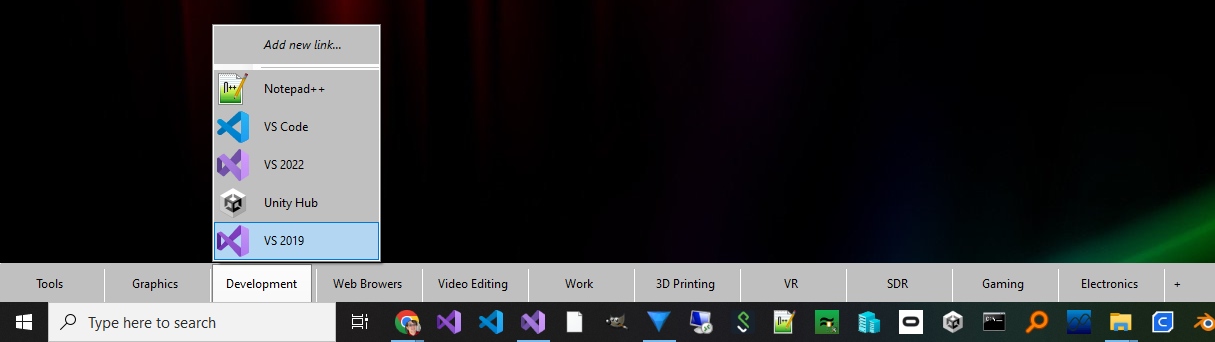 Add new link...
Notepad++
VS Code
VS 2022
Unity Hub
VS 2019
Tools Graphics Development Web Browers Video Editing Work 3D Printing VR SDR Gaming Electronics +
Type here to search